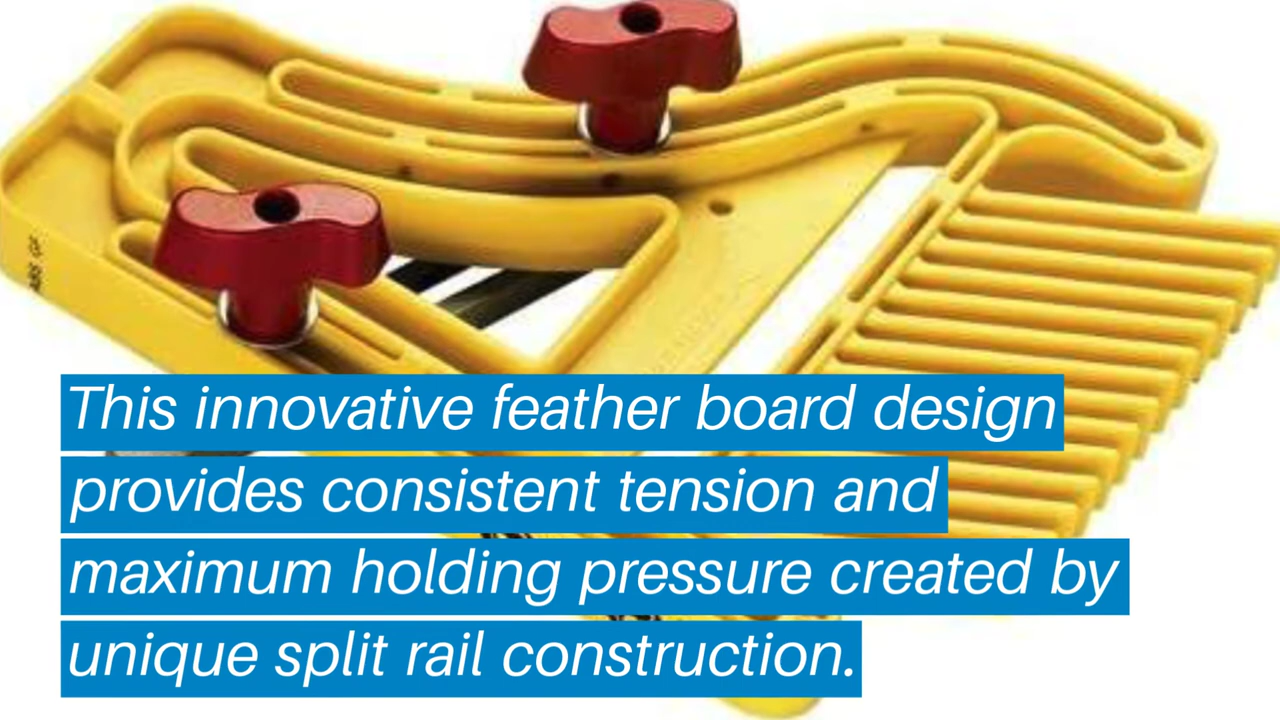 This innovative feather board design
provides consistent tension and
maximum holding pressure created by
unique split rail construction.